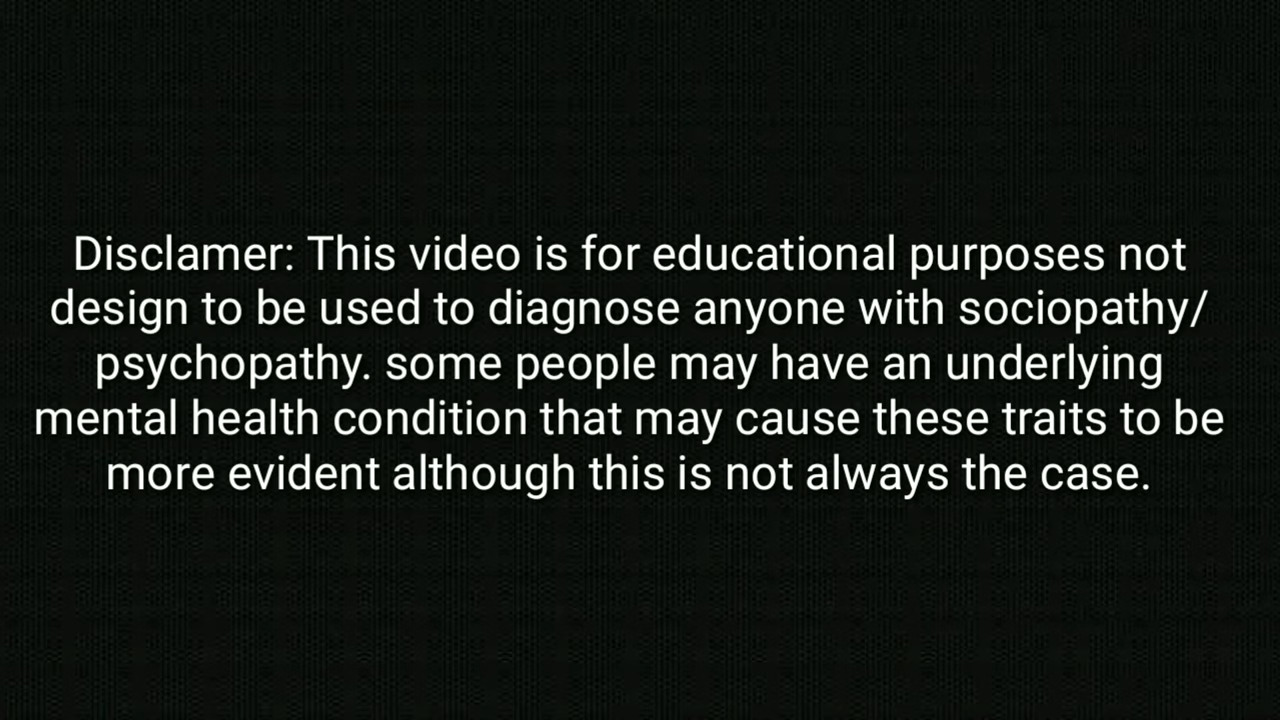 Disclamer: This video is for educational purposes not
design to be used to diagnose anyone with sociopathy/
psychopathy. some people may have an underlying
mental health condition that may cause these traits to be
more evident although this is not always the case.